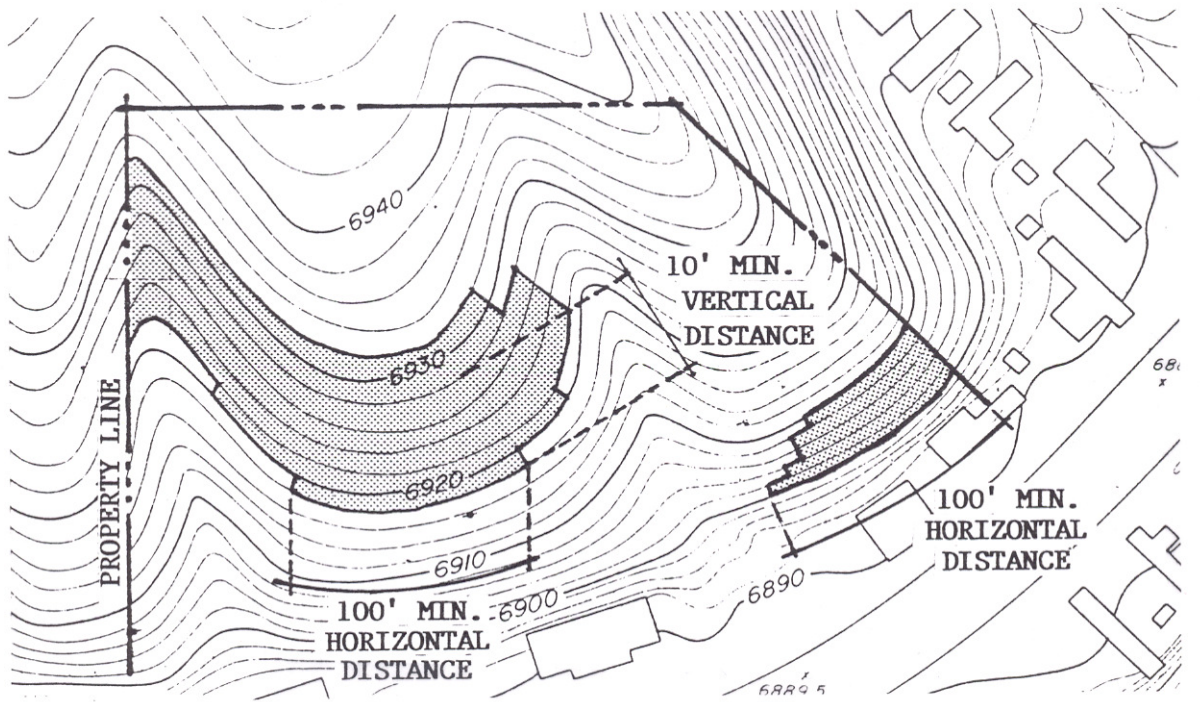 6940
10' MIN.
VERTICAL
DISTANCE
6930
PROPERTY LINE
6920
100' MIN.
HORIZONTAL
DISTANCE
6910
6900
6890
100' MIN.
HORIZONTAL
DISTANCE
6889.5